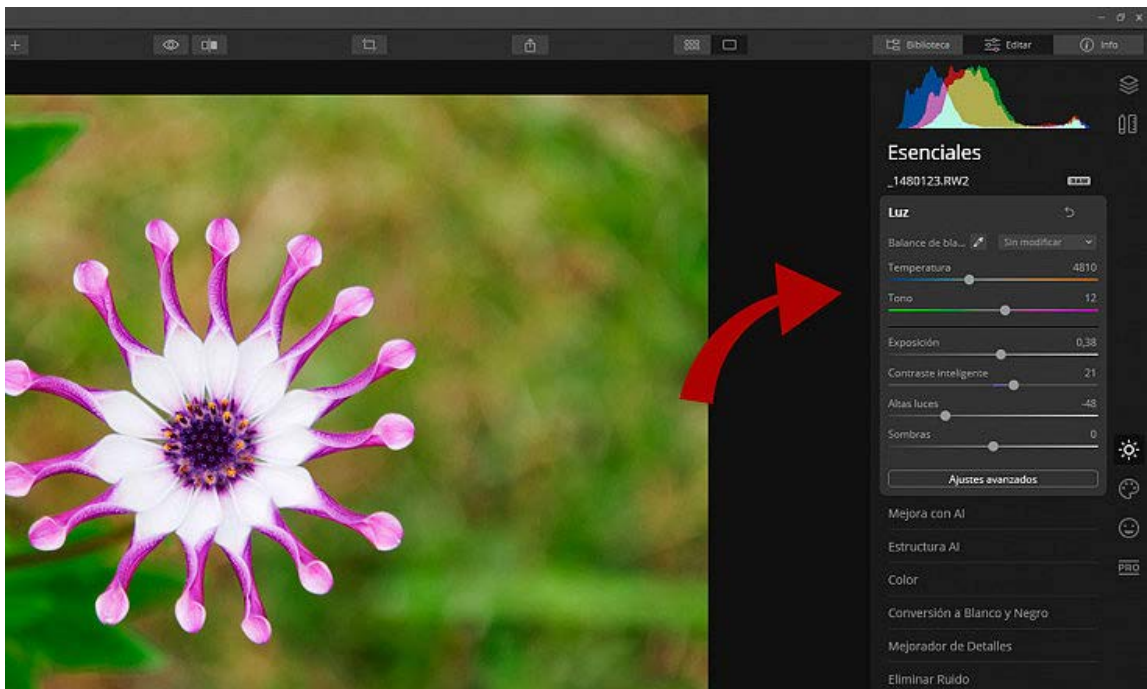 Biblioteca
Editar
Info
Esenciales
_1480123.RW2
RAW
Luz
Balance de bla... Sin modificar
Temperatura 4810
Tono 12
Exposición 0,38
Contraste inteligente 21
Altas luces -48
Sombras 0
Ajustes avanzados
Mejora con AI
Estructura AI
Color
Conversión a Blanco y Negro
Mejorador de Detalles
Eliminar Ruido
PRO